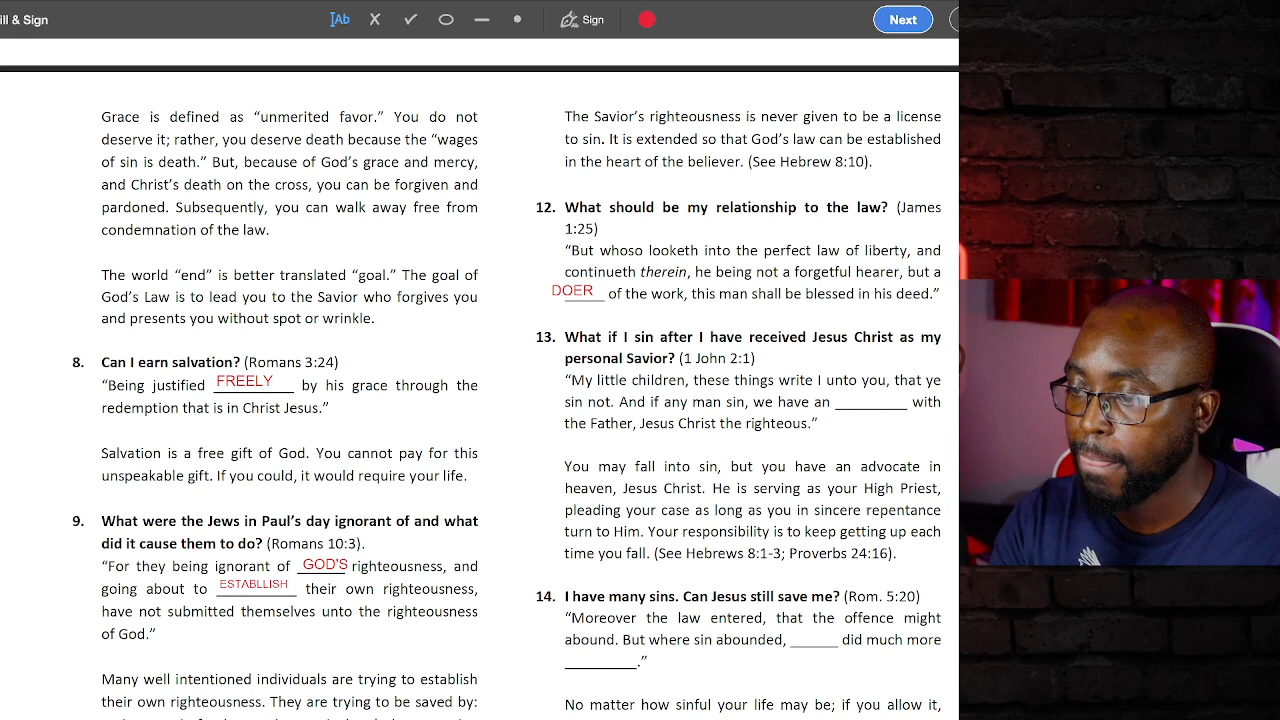 ill & Sign
Ab
Sign
Next
Grace is defined as “unmerited favor.” You do not
deserve it; rather, you deserve death because the “wages
of sin is death.” But, because of God’s grace and mercy,
and Christ’s death on the cross, you can be forgiven and
pardoned. Subsequently, you can walk away free from
condemnation of the law.
The world “end” is better translated “goal.” The goal of
God’s Law is to lead you to the Savior who forgives you
and presents you without spot or wrinkle.
8. Can I earn salvation? (Romans 3:24)
“Being justified FREELY by his grace through the
redemption that is in Christ Jesus.”
Salvation is a free gift of God. You cannot pay for this
unspeakable gift. If you could, it would require your life.
9. What were the Jews in Paul’s day ignorant of and what
did it cause them to do? (Romans 10:3).
“For they being ignorant of GOD'S righteousness, and
going about to ESTABLLISH their own righteousness,
have not submitted themselves unto the righteousness
of God.”
Many well intentioned individuals are trying to establish
their own righteousness. They are trying to be saved by:
The Savior’s righteousness is never given to be a license
to sin. It is extended so that God’s law can be established
in the heart of the believer. (See Hebrew 8:10).
12. What should be my relationship to the law? (James
1:25)
“But whoso looketh into the perfect law of liberty, and
continueth therein, he being not a forgetful hearer, but a
DOER of the work, this man shall be blessed in his deed.”
13. What if I sin after I have received Jesus Christ as my
personal Savior? (1 John 2:1)
“My little children, these things write I unto you, that ye
sin not. And if any man sin, we have an __________ with
the Father, Jesus Christ the righteous.”
You may fall into sin, but you have an advocate in
heaven, Jesus Christ. He is serving as your High Priest,
pleading your case as long as you in sincere repentance
turn to Him. Your responsibility is to keep getting up each
time you fall. (See Hebrews 8:1-3; Proverbs 24:16).
14. I have many sins. Can Jesus still save me? (Rom. 5:20)
“Moreover the law entered, that the offence might
abound. But where sin abounded, ______ did much more
_________.”
No matter how sinful your life may be; if you allow it,